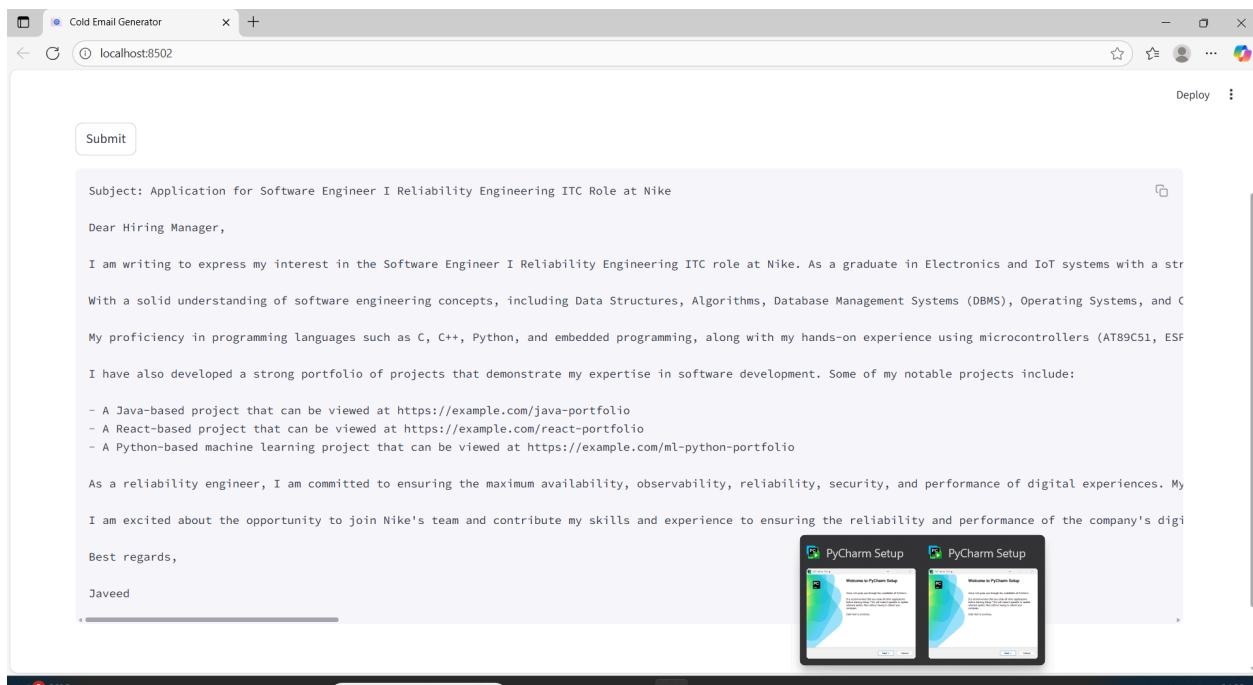 Cold Email Generator
localhost:8502
Deploy
Submit
Subject: Application for Software Engineer I Reliability Engineering ITC Role at Nike
Dear Hiring Manager,
I am writing to express my interest in the Software Engineer I Reliability Engineering ITC role at Nike. As a graduate in Electronics and IoT systems with a str
With a solid understanding of software engineering concepts, including Data Structures, Algorithms, Database Management Systems (DBMS), Operating Systems, and C
My proficiency in programming languages such as C, C++, Python, and embedded programming, along with my hands-on experience using microcontrollers (AT89C51, ESP
I have also developed a strong portfolio of projects that demonstrate my expertise in software development. Some of my notable projects include:
- A Java-based project that can be viewed at https://example.com/java-portfolio
- A React-based project that can be viewed at https://example.com/react-portfolio
- A Python-based machine learning project that can be viewed at https://example.com/ml-python-portfolio
As a reliability engineer, I am committed to ensuring the maximum availability, observability, reliability, security, and performance of digital experiences. My
I am excited about the opportunity to join Nike's team and contribute my skills and experience to ensuring the reliability and performance of the company's digi
Best regards,
Javeed
PyCharm Setup
PyCharm Setup
Welcome to PyCharm Setup
Welcome to PyCharm Setup